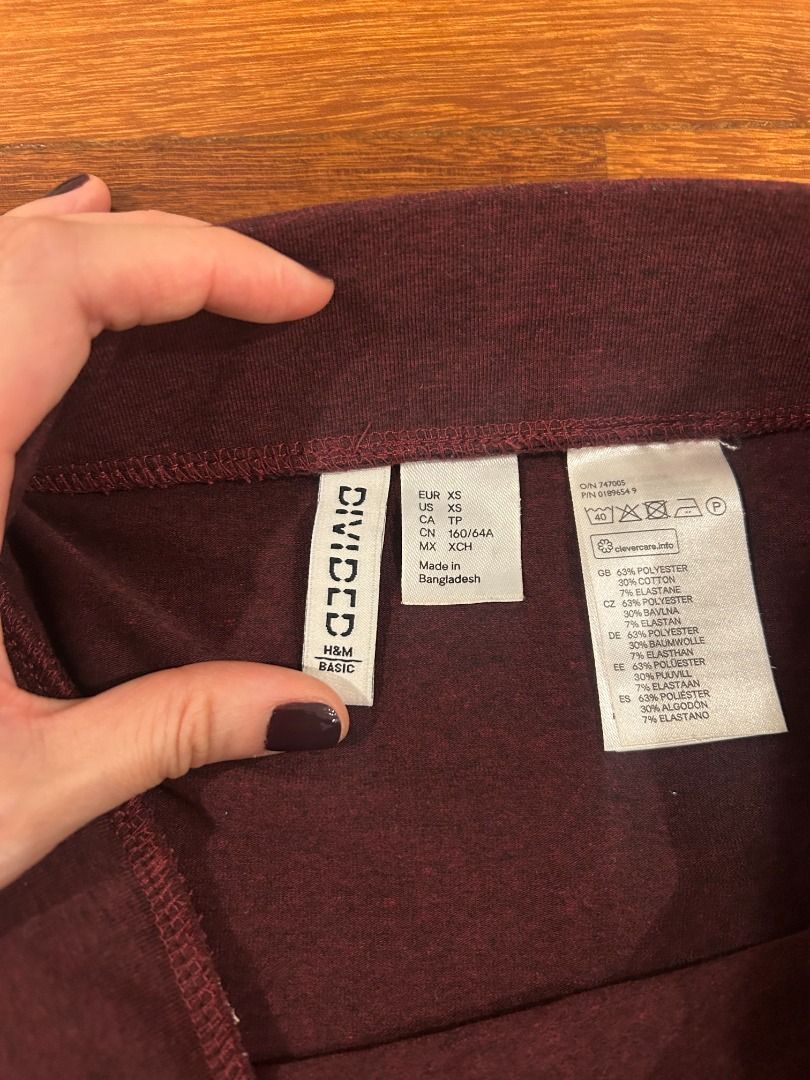 DIVIDED
H&M
BASIC
EUR XS
US XS
CA TP
CN 160/64A
MX XCH
Made in
Bangladesh
O/N 747005
P/N 0189654 9
40
P
clevercare.info
GB 63% POLYESTER
30% COTTON
7% ELASTANE
CZ 63% POLYESTER
30% BAVLNA
7% ELASTAN
DE 63% POLYESTER
30% BAUMWOLLE
7% ELASTHAN
EE 63% POLÜESTER
30% PUUVILL
7% ELASTAAN
ES 63% POLIÉSTER
30% ALGODÓN
7% ELASTANO